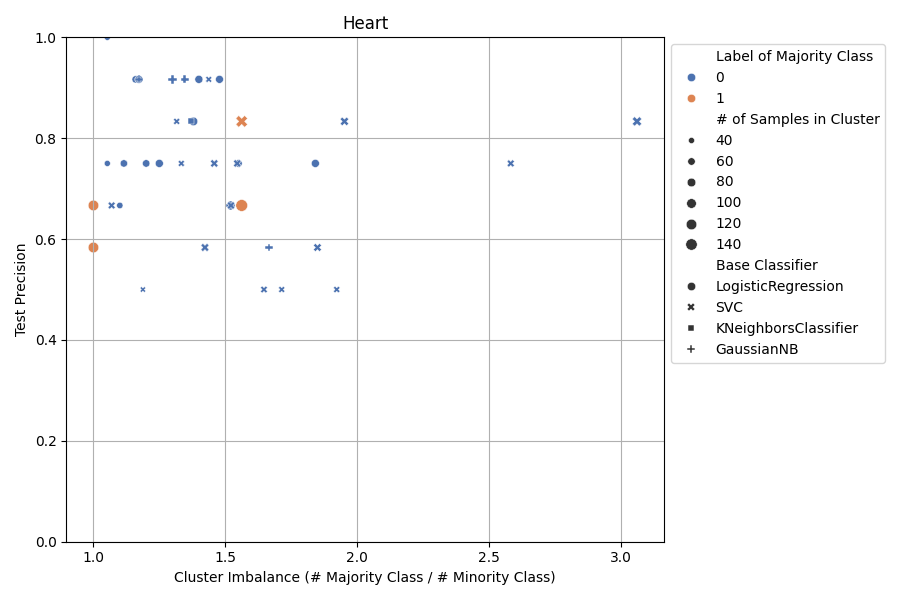 Heart
1.0
0.8
0.6
0.4
0.2
0.0
Test Precision
1.0 1.5 2.0 2.5 3.0
Cluster Imbalance (# Majority Class / # Minority Class)
Label of Majority Class
0
1
# of Samples in Cluster
40
60
80
100
120
140
Base Classifier
LogisticRegression
SVC
KNeighborsClassifier
GaussianNB